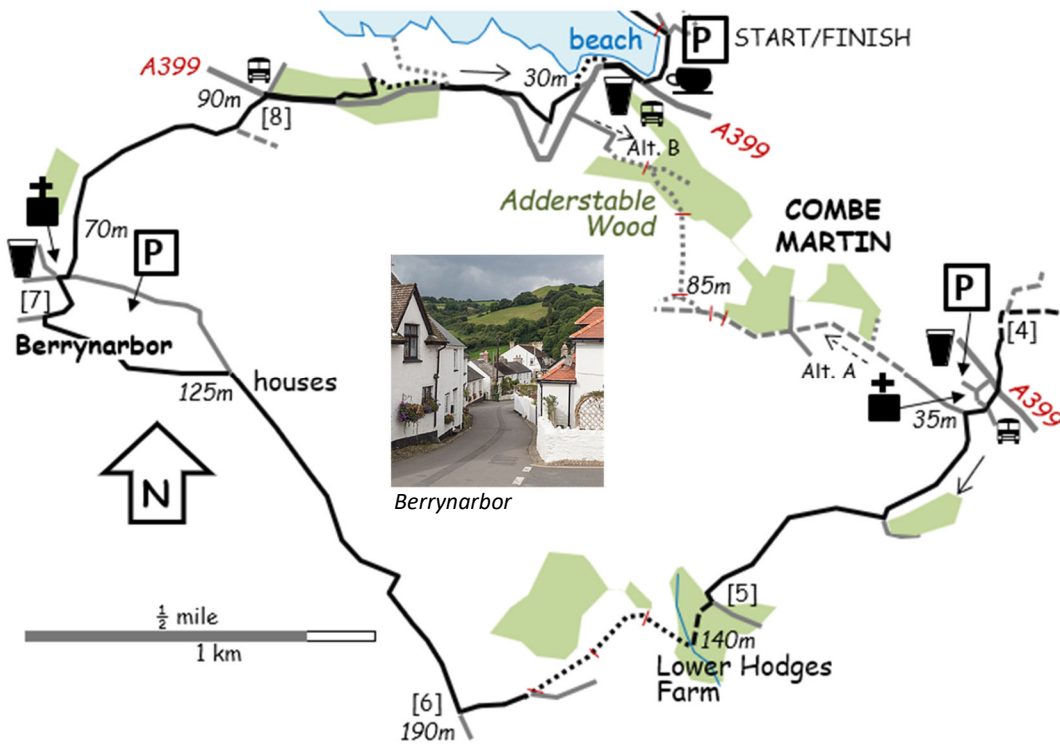 beach
P START/FINISH
A399
30m
90m
[8]
A399
Alt. B
Adderstable
Wood
COMBE
MARTIN
70m
P
85m
P
[4]
[7]
Berrynarbor
Alt. A
A399
125m
houses
35m
N
Berrynarbor
½ mile
1 km
[5]
140m
Lower Hodges
Farm
[6]
190m